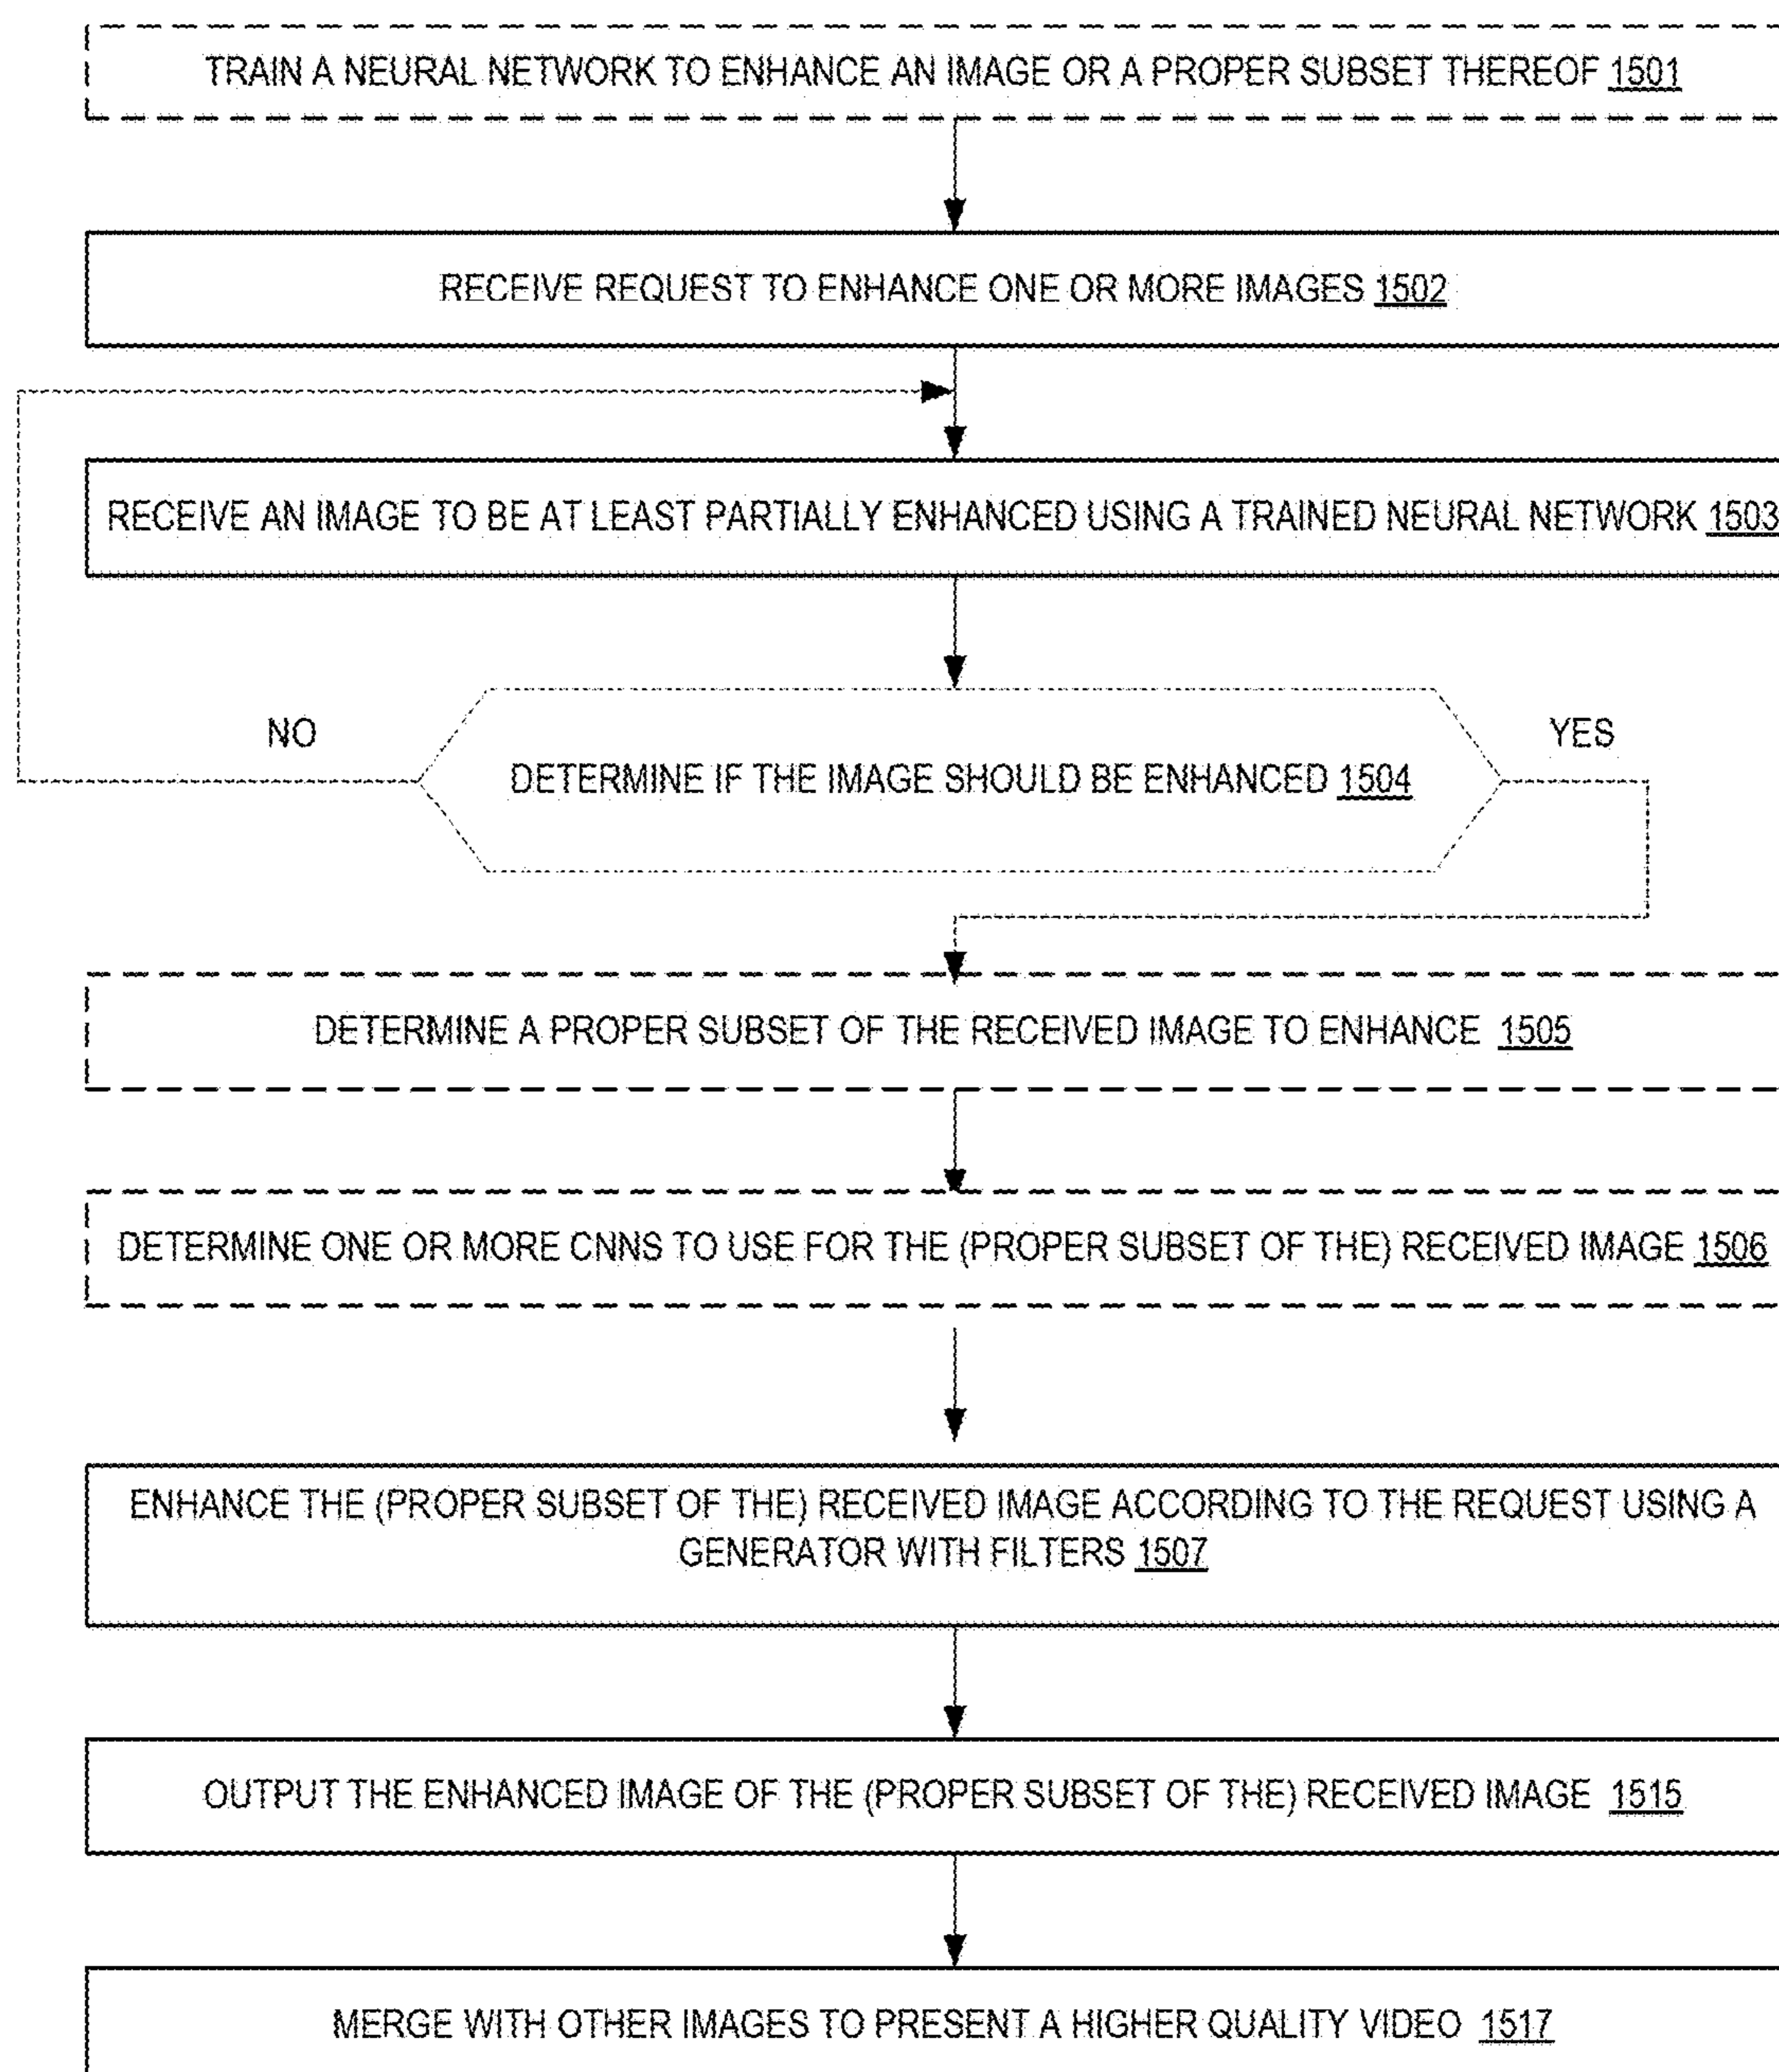 TRAIN A NEURAL NETWORK TO ENHANCE AN IMAGE OR A PROPER SUBSET THEREOF 1501
RECEIVE REQUEST TO ENHANCE ONE OR MORE IMAGES 1502
RECEIVE AN IMAGE TO BE AT LEAST PARTIALLY ENHANCED USING A TRAINED NEURAL NETWORK 1503
NO
YES
DETERMINE IF THE IMAGE SHOULD BE ENHANCED 1504
DETERMINE A PROPER SUBSET OF THE RECEIVED IMAGE TO ENHANCE 1505
DETERMINE ONE OR MORE CNNS TO USE FOR THE (PROPER SUBSET OF THE) RECEIVED IMAGE 1506
ENHANCE THE (PROPER SUBSET OF THE) RECEIVED IMAGE ACCORDING TO THE REQUEST USING A
GENERATOR WITH FILTERS 1507
OUTPUT THE ENHANCED IMAGE OF THE (PROPER SUBSET OF THE) RECEIVED IMAGE 1515
MERGE WITH OTHER IMAGES TO PRESENT A HIGHER QUALITY VIDEO 1517